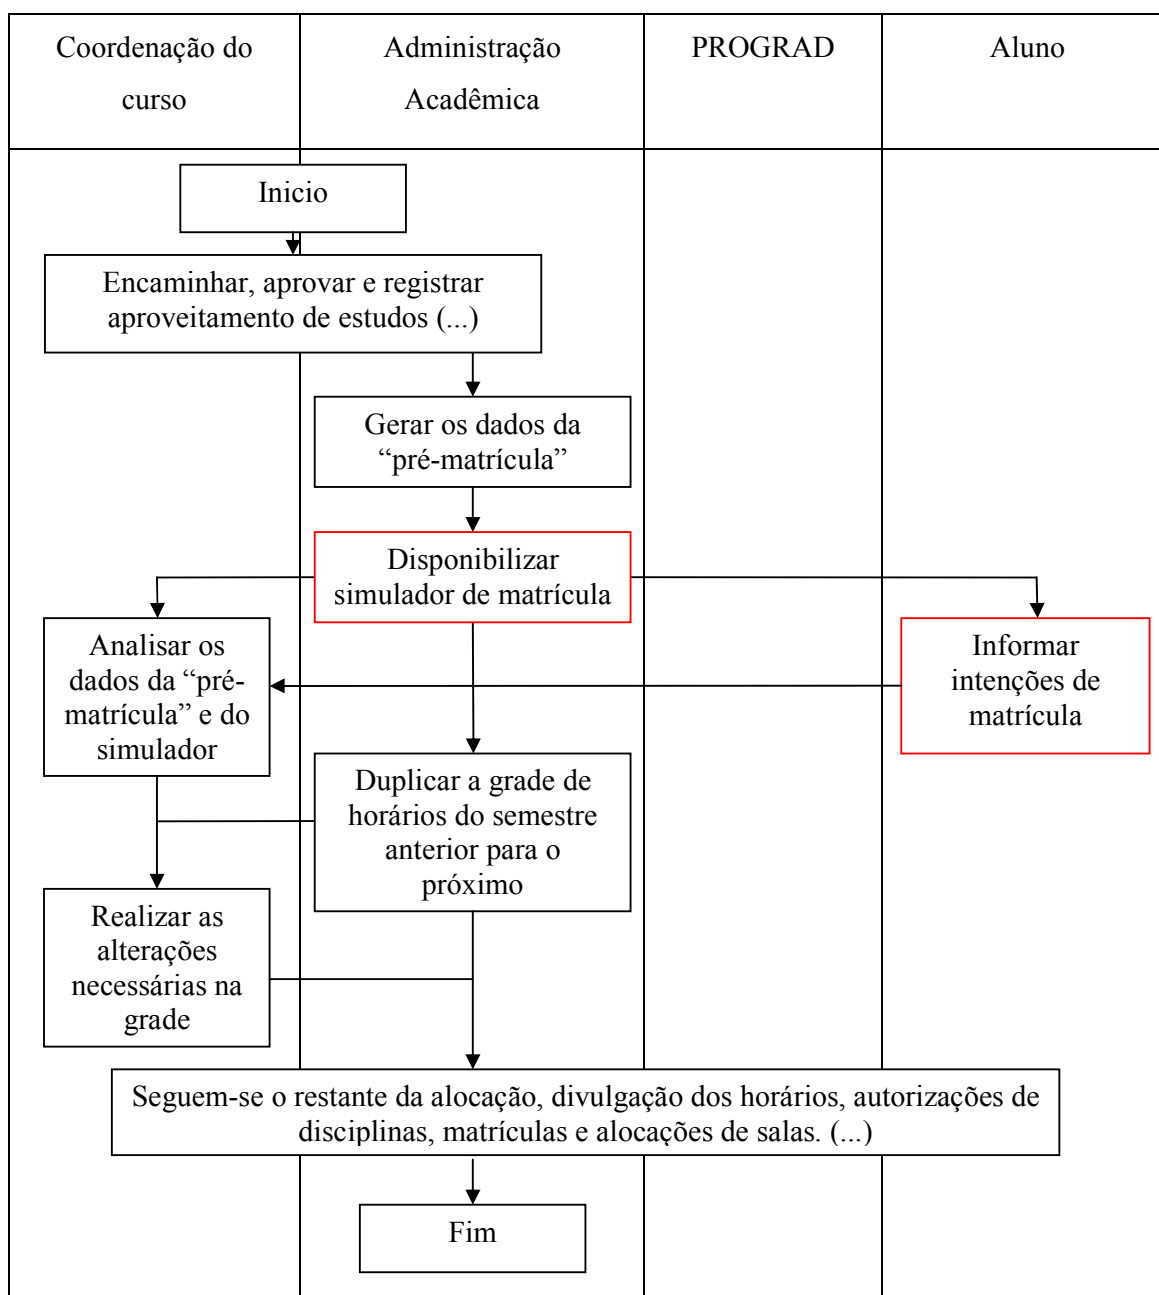 Coordenação do
curso
Administração
Acadêmica
PROGRAD
Aluno
Inicio
Encaminhar, aprovar e registrar
aproveitamento de estudos (...)
Gerar os dados da
“pré-matrícula”
Disponibilizar
simulador de matrícula
Analisar os
dados da “pré-
matrícula” e do
simulador
Informar
intenções de
matrícula
Duplicar a grade de
horários do semestre
anterior para o
próximo
Realizar as
alterações
necessárias na
grade
Seguem-se o restante da alocação, divulgação dos horários, autorizações de
disciplinas, matrículas e alocações de salas. (...)
Fim